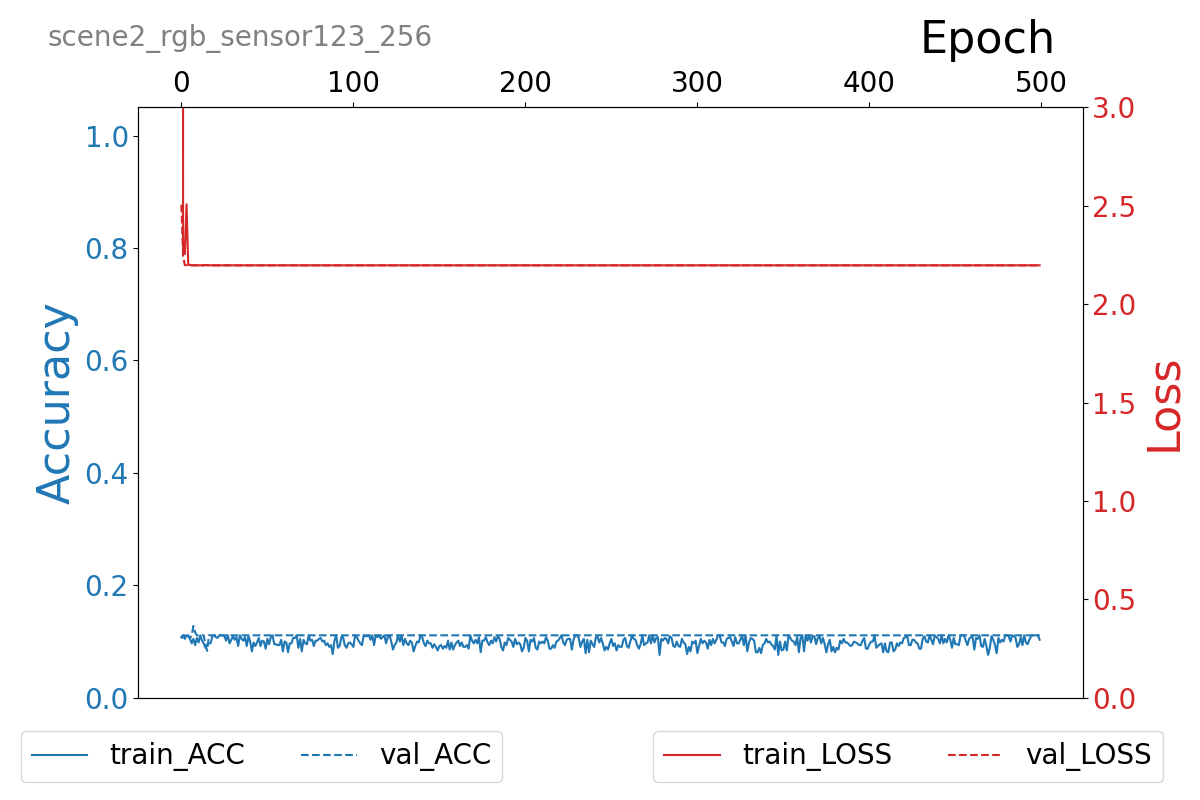 scene2_rgb_sensor123_256
Epoch
0 100 200 300 400 500
1.0
0.8
0.6
0.4
0.2
0.0
Accuracy
3.0
2.5
2.0
1.5
1.0
0.5
0.0
Loss
train_ACC val_ACC
train_LOSS val_LOSS